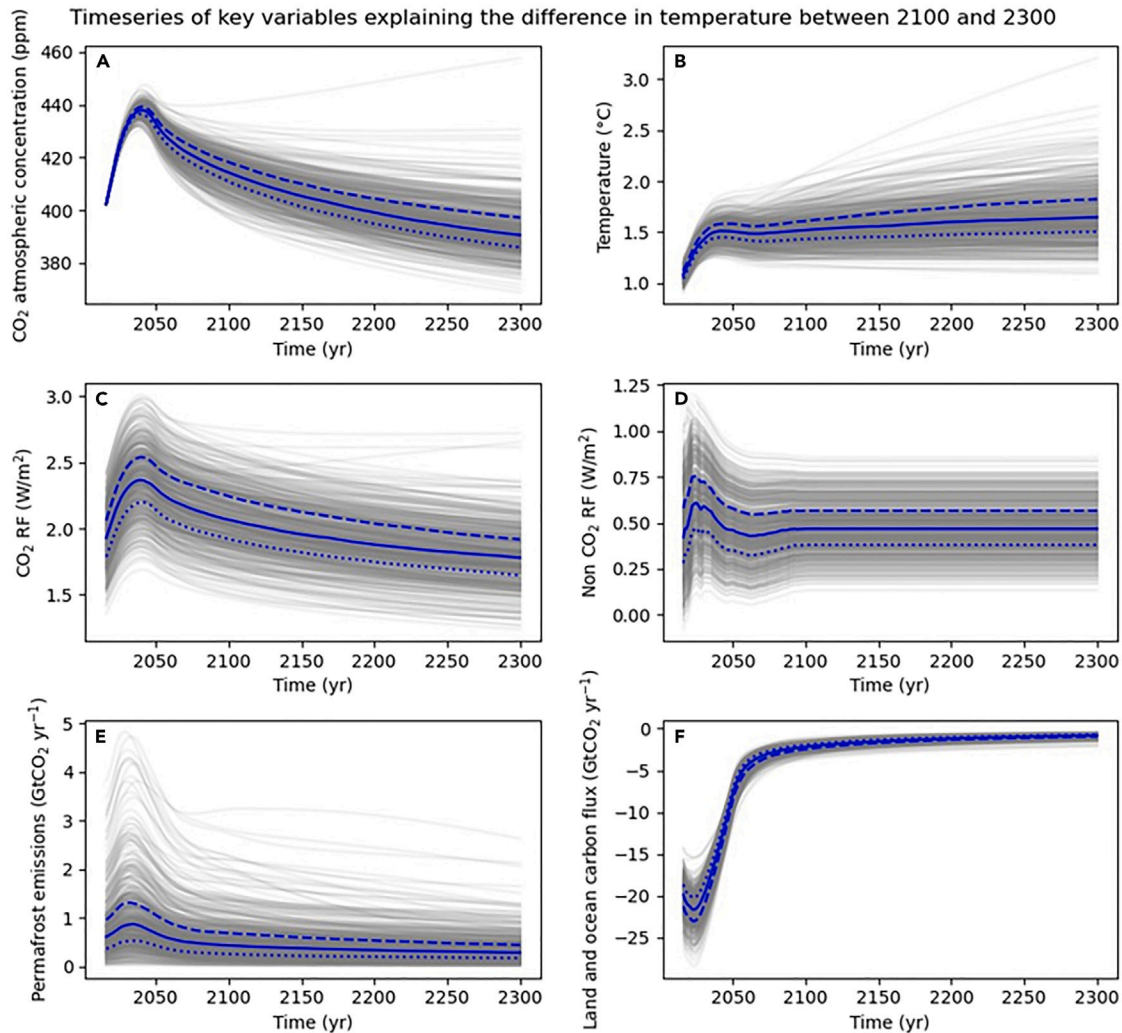 Timeseries of key variables explaining the difference in temperature between 2100 and 2300
A
CO₂ atmospheric concentration (ppm)
460
440
420
400
380
2050 2100 2150 2200 2250 2300
Time (yr)
B
Temperature (°C)
3.0
2.5
2.0
1.5
1.0
2050 2100 2150 2200 2250 2300
Time (yr)
C
CO₂ RF (W/m²)
3.0
2.5
2.0
1.5
2050 2100 2150 2200 2250 2300
Time (yr)
D
Non CO₂ RF (W/m²)
1.25
1.00
0.75
0.50
0.25
0.00
2050 2100 2150 2200 2250 2300
Time (yr)
E
Permafrost emissions (GtCO₂ yr⁻¹)
5
4
3
2
1
0
2050 2100 2150 2200 2250 2300
Time (yr)
F
Land and ocean carbon flux (GtCO₂ yr⁻¹)
0
−5
−10
−15
−20
−25
2050 2100 2150 2200 2250 2300
Time (yr)